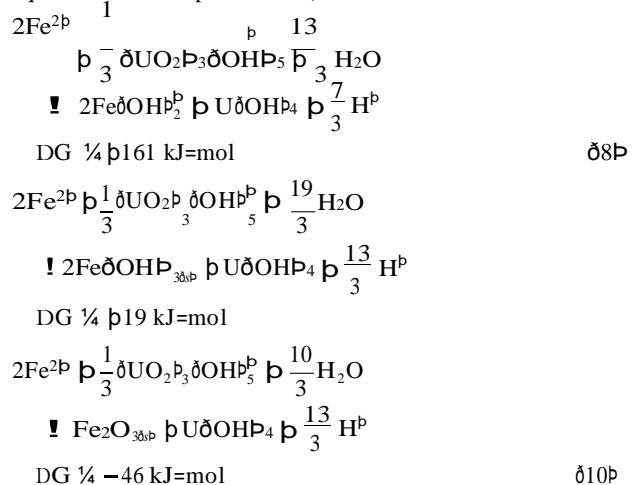 2Fe2þ
þ 1/3 ðUO2Þ3ðOHÞ5þ þ 13/3 H2O
! 2FeðOHÞ2þ þ UðOHÞ4 þ 7/3 Hþ
DG ¼ þ161 kJ=mol ð8Þ
2Fe2þ þ 1/3 ðUO2Þ3ðOHÞ5þ þ 19/3 H2O
! 2FeðOHÞ3ðsÞ þ UðOHÞ4 þ 13/3 Hþ
DG ¼ þ19 kJ=mol
2Fe2þ þ 1/3 ðUO2Þ3ðOHÞ5þ þ 10/3 H2O
! Fe2O3ðsÞ þ UðOHÞ4 þ 13/3 Hþ
DG ¼ −46 kJ=mol ð10Þ